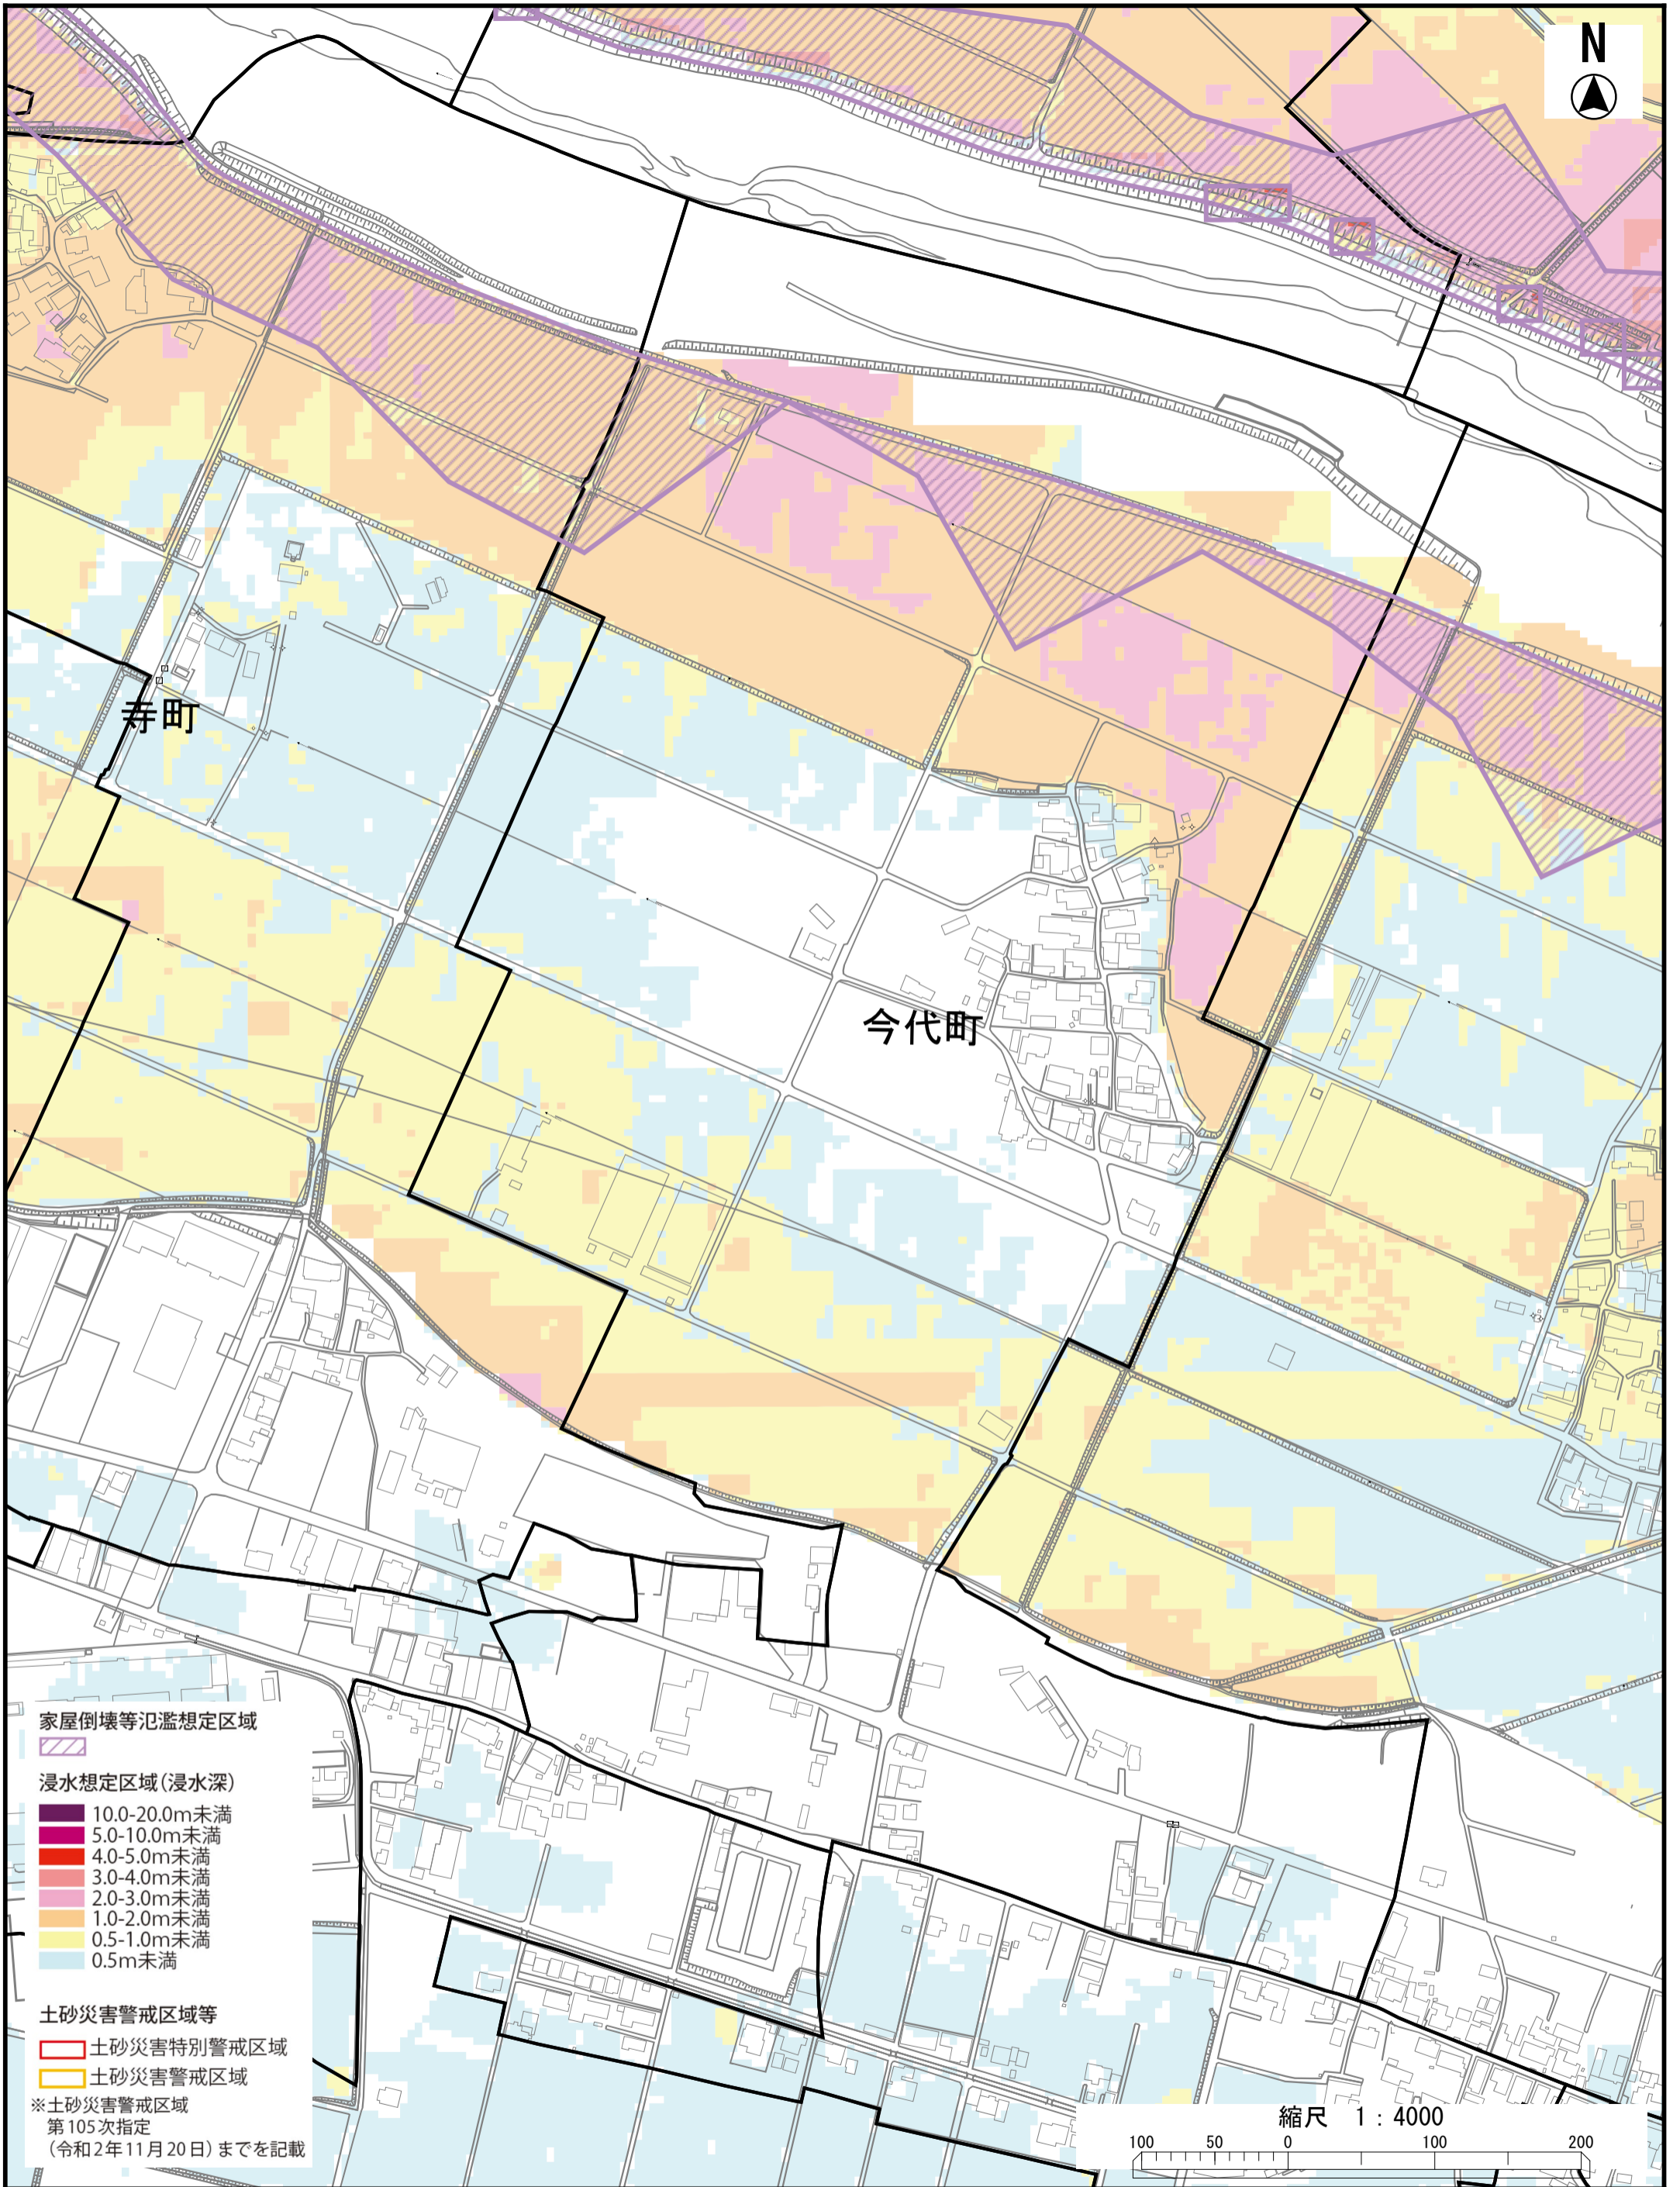 N
寺町
今代町
家屋倒壊等氾濫想定区域
浸水想定区域(浸水深)
10.0-20.0m未満
5.0-10.0m未満
4.0-5.0m未満
3.0-4.0m未満
2.0-3.0m未満
1.0-2.0m未満
0.5-1.0m未満
0.5m未満
土砂災害警戒区域等
土砂災害特別警戒区域
土砂災害警戒区域
※土砂災害警戒区域
第105次指定
(令和2年11月20日)までを記載
縮尺 1:4000
100 50 0 100 200